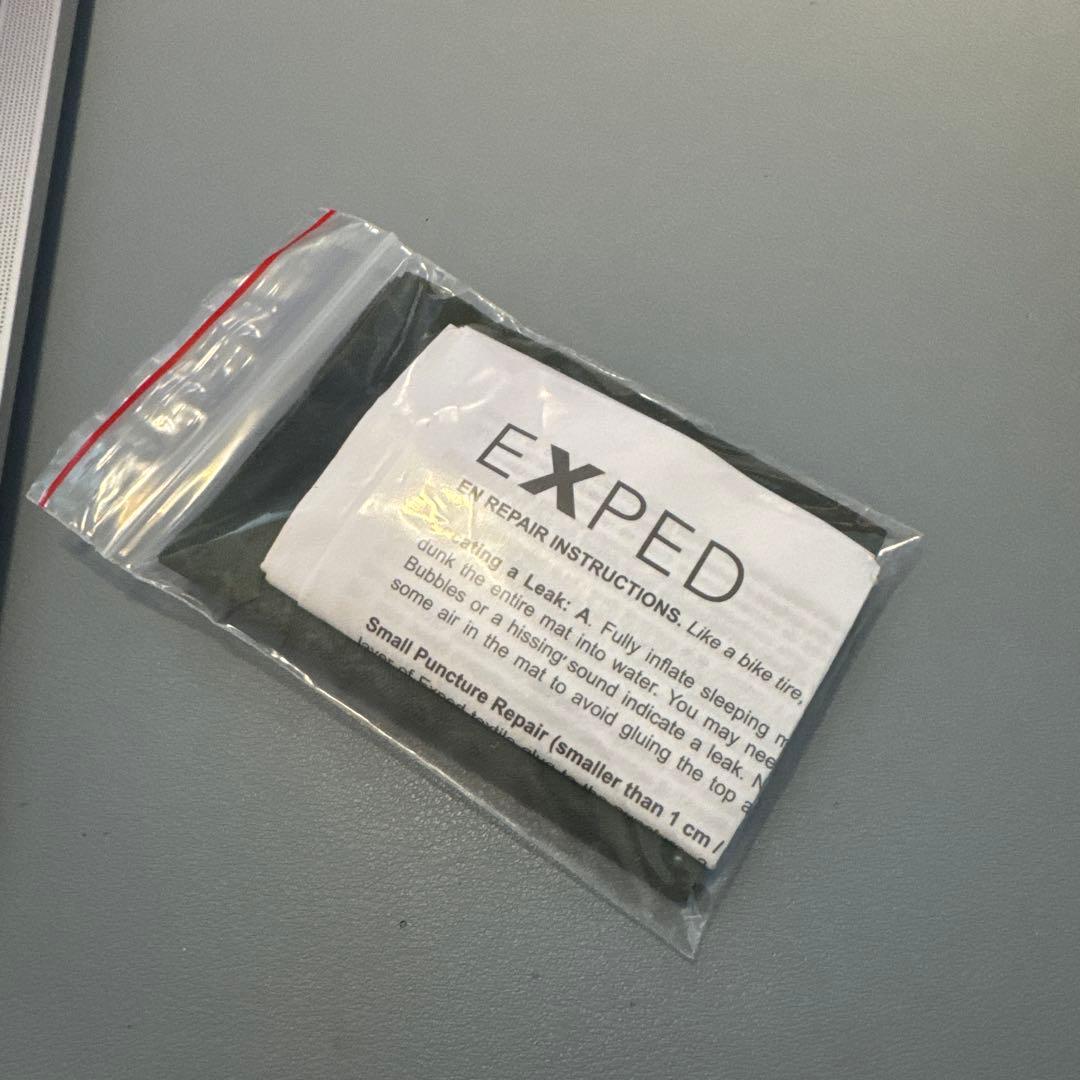 EXPED
EN REPAIR INSTRUCTIONS. Like a bike tire,
a Leak: A. Fully inflate sleeping
dunk the entire mat into water. You may
Bubbles or a hissing sound indicate a leak.
some air in the mat to avoid gluing the top
Small Puncture Repair (smaller than 1 cm /